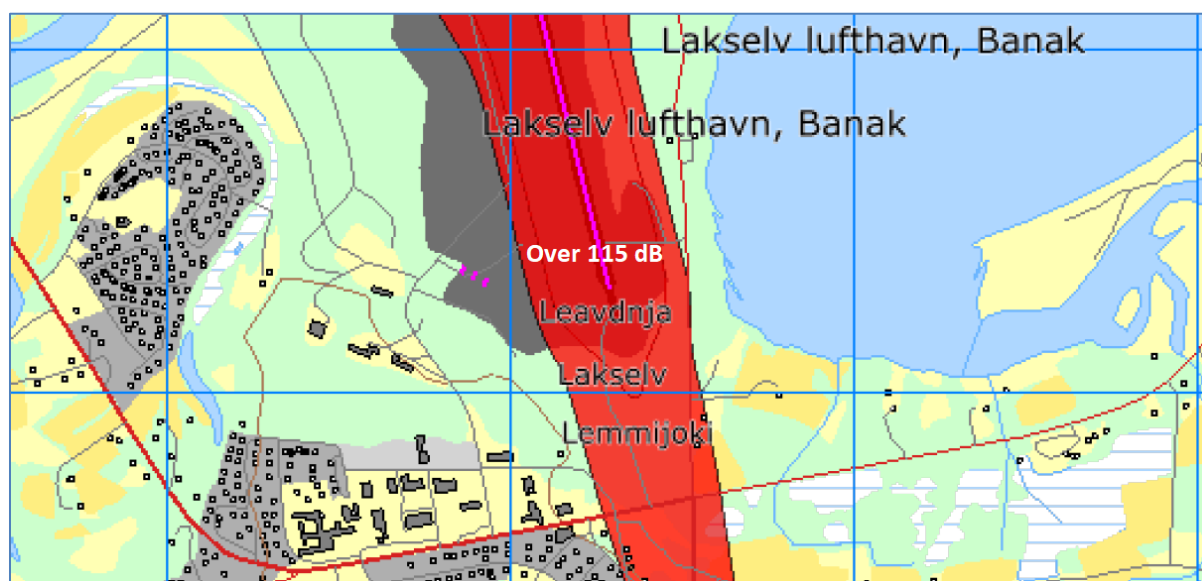 Lakselv lufthavn, Banak
Lakselv lufthavn, Banak
Over 115 dB
Leavdnja
Lakselv
Lemmijoki